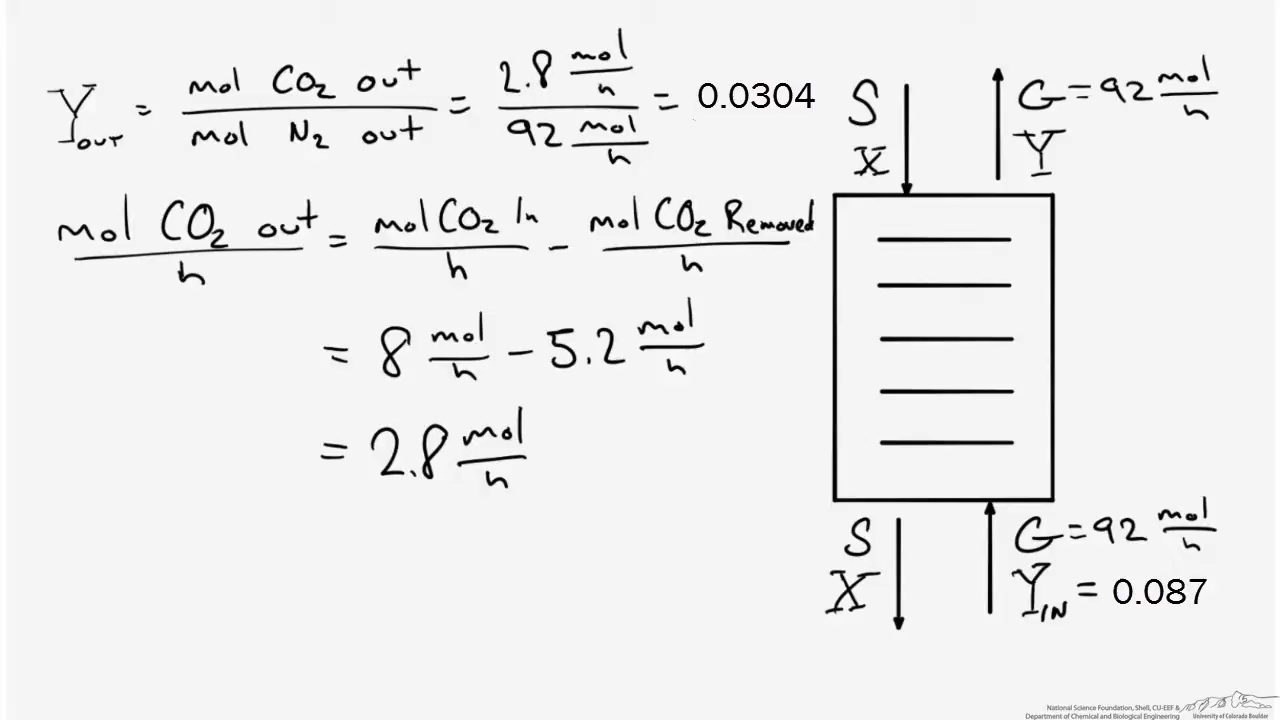 Y_OUT = mol CO₂ out / mol N₂ out = 2.8 mol/h / 92 mol/h = 0.0304
mol CO₂ out / h = mol CO₂ In / h − mol CO₂ Removed / h
= 8 mol/h − 5.2 mol/h
= 2.8 mol/h
S
X
G = 92 mol/h
Y
S
X
G = 92 mol/h
Y_IN = 0.087
National Science Foundation, Shell, CU-EEF &
Department of Chemical and Biological Engineering
University of Colorado Boulder